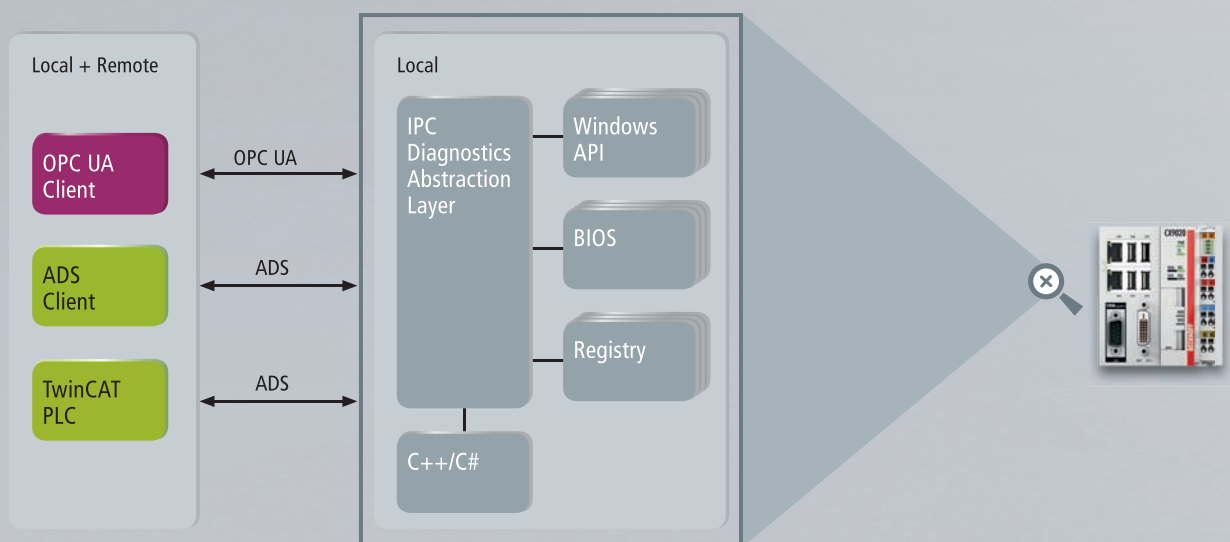 Local + Remote
OPC UA
Client
ADS
Client
TwinCAT
PLC
OPC UA
ADS
ADS
Local
IPC
Diagnostics
Abstraction
Layer
Windows
API
BIOS
Registry
C++/C#
CX9020